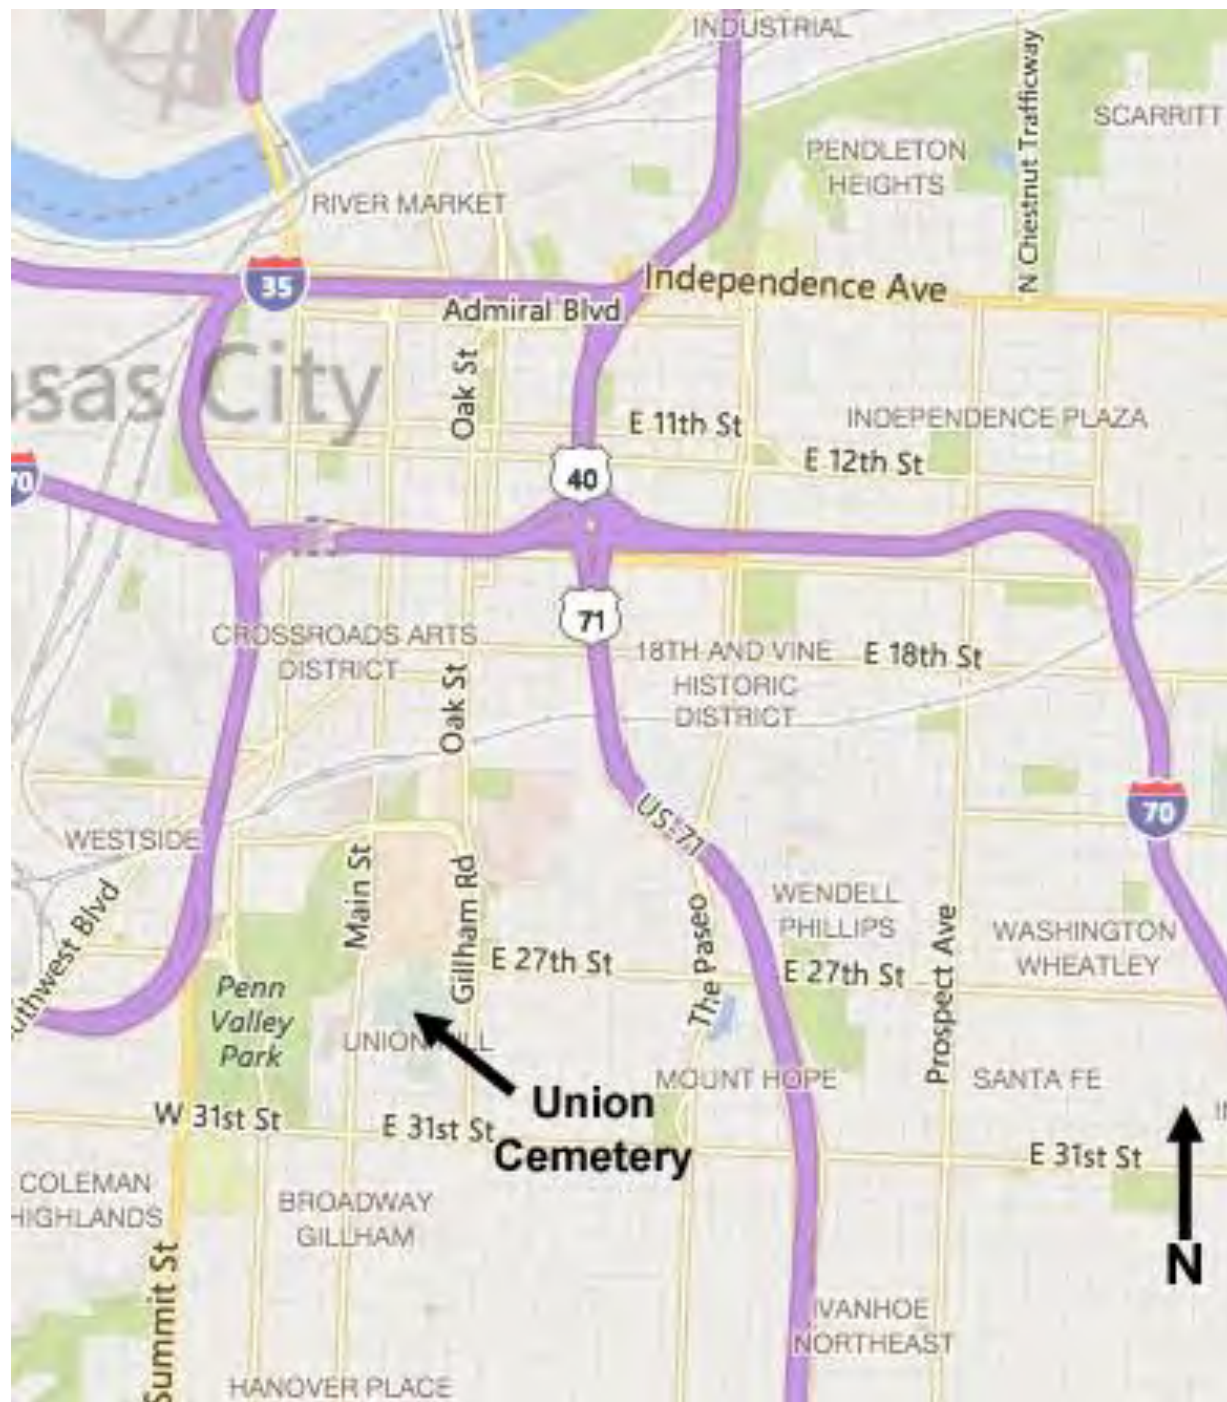 INDUSTRIAL
SCARRITT
N Chestnut Trafficway
PENDLETON
HEIGHTS
RIVER MARKET
35
Independence Ave
Admiral Blvd
Oak St
City
E 11th St
INDEPENDENCE PLAZA
E 12th St
70
40
71
CROSSROADS ARTS
DISTRICT
18TH AND VINE
HISTORIC
DISTRICT
E 18th St
Oak St
US-71
70
WESTSIDE
Main St
Gillham Rd
The Paseo
WENDELL
PHILLIPS
Prospect Ave
WASHINGTON
WHEATLEY
E 27th St
E 27th St
Penn
Valley
Park
UNION HILL
MOUNT HOPE
SANTA FE
Union
Cemetery
W 31st St
E 31st St
E 31st St
COLEMAN
HIGHLANDS
BROADWAY
GILLHAM
N
Summit St
IVANHOE
NORTHEAST
HANOVER PLACE